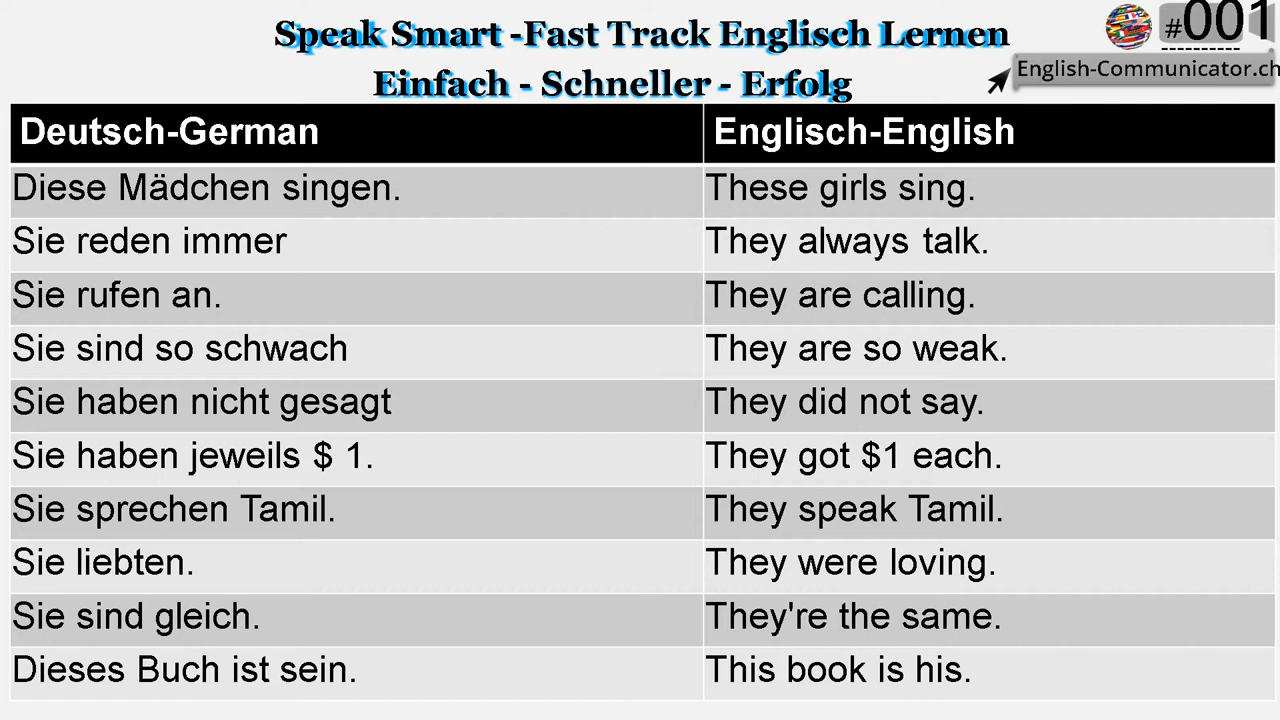 Speak Smart -Fast Track Englisch Lernen
#001
Einfach - Schneller - Erfolg
English-Communicator.ch
Deutsch-German Englisch-English
Diese Mädchen singen. These girls sing.
Sie reden immer They always talk.
Sie rufen an. They are calling.
Sie sind so schwach They are so weak.
Sie haben nicht gesagt They did not say.
Sie haben jeweils $ 1. They got $1 each.
Sie sprechen Tamil. They speak Tamil.
Sie liebten. They were loving.
Sie sind gleich. They're the same.
Dieses Buch ist sein. This book is his.